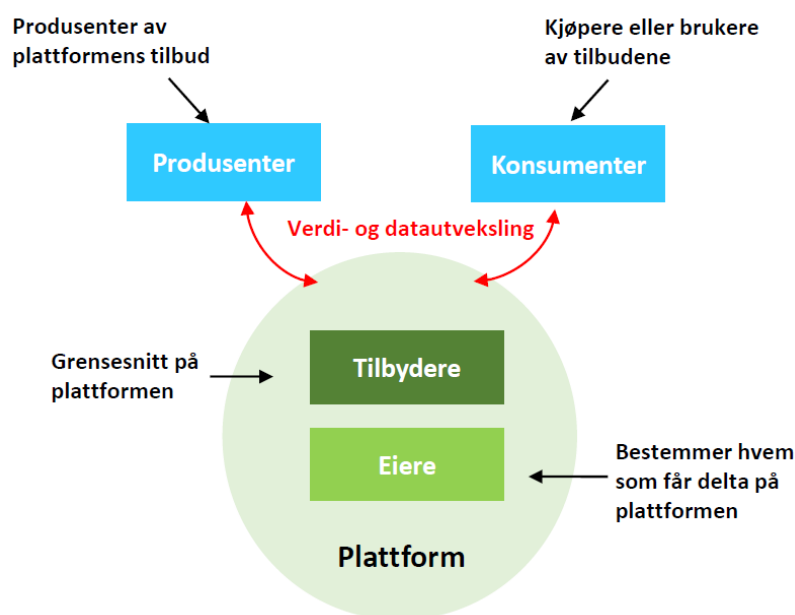 Produsenter av
plattformens tilbud
Kjøpere eller brukere
av tilbudene
Produsenter
Konsumenter
Verdi- og datautveksling
Grensesnitt på
plattformen
Tilbydere
Eiere
Bestemmer hvem
som får delta på
plattformen
Plattform